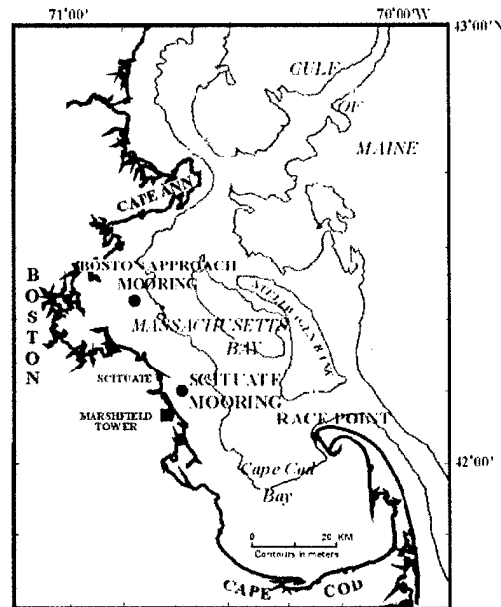 71°00'
70°00'W
43°00'N
GULF
OF
MAINE
CAPE ANN
BOSTON APPROACH
MOORING
BOSTON
MASSACHUSETTS
BAY
SCITUATE
SCITUATE
MOORING
MARSHFIELD
TOWER
RACE POINT
42°00'
Cape Cod
Bay
0 20 KM
Contours in meters
CAPE COD